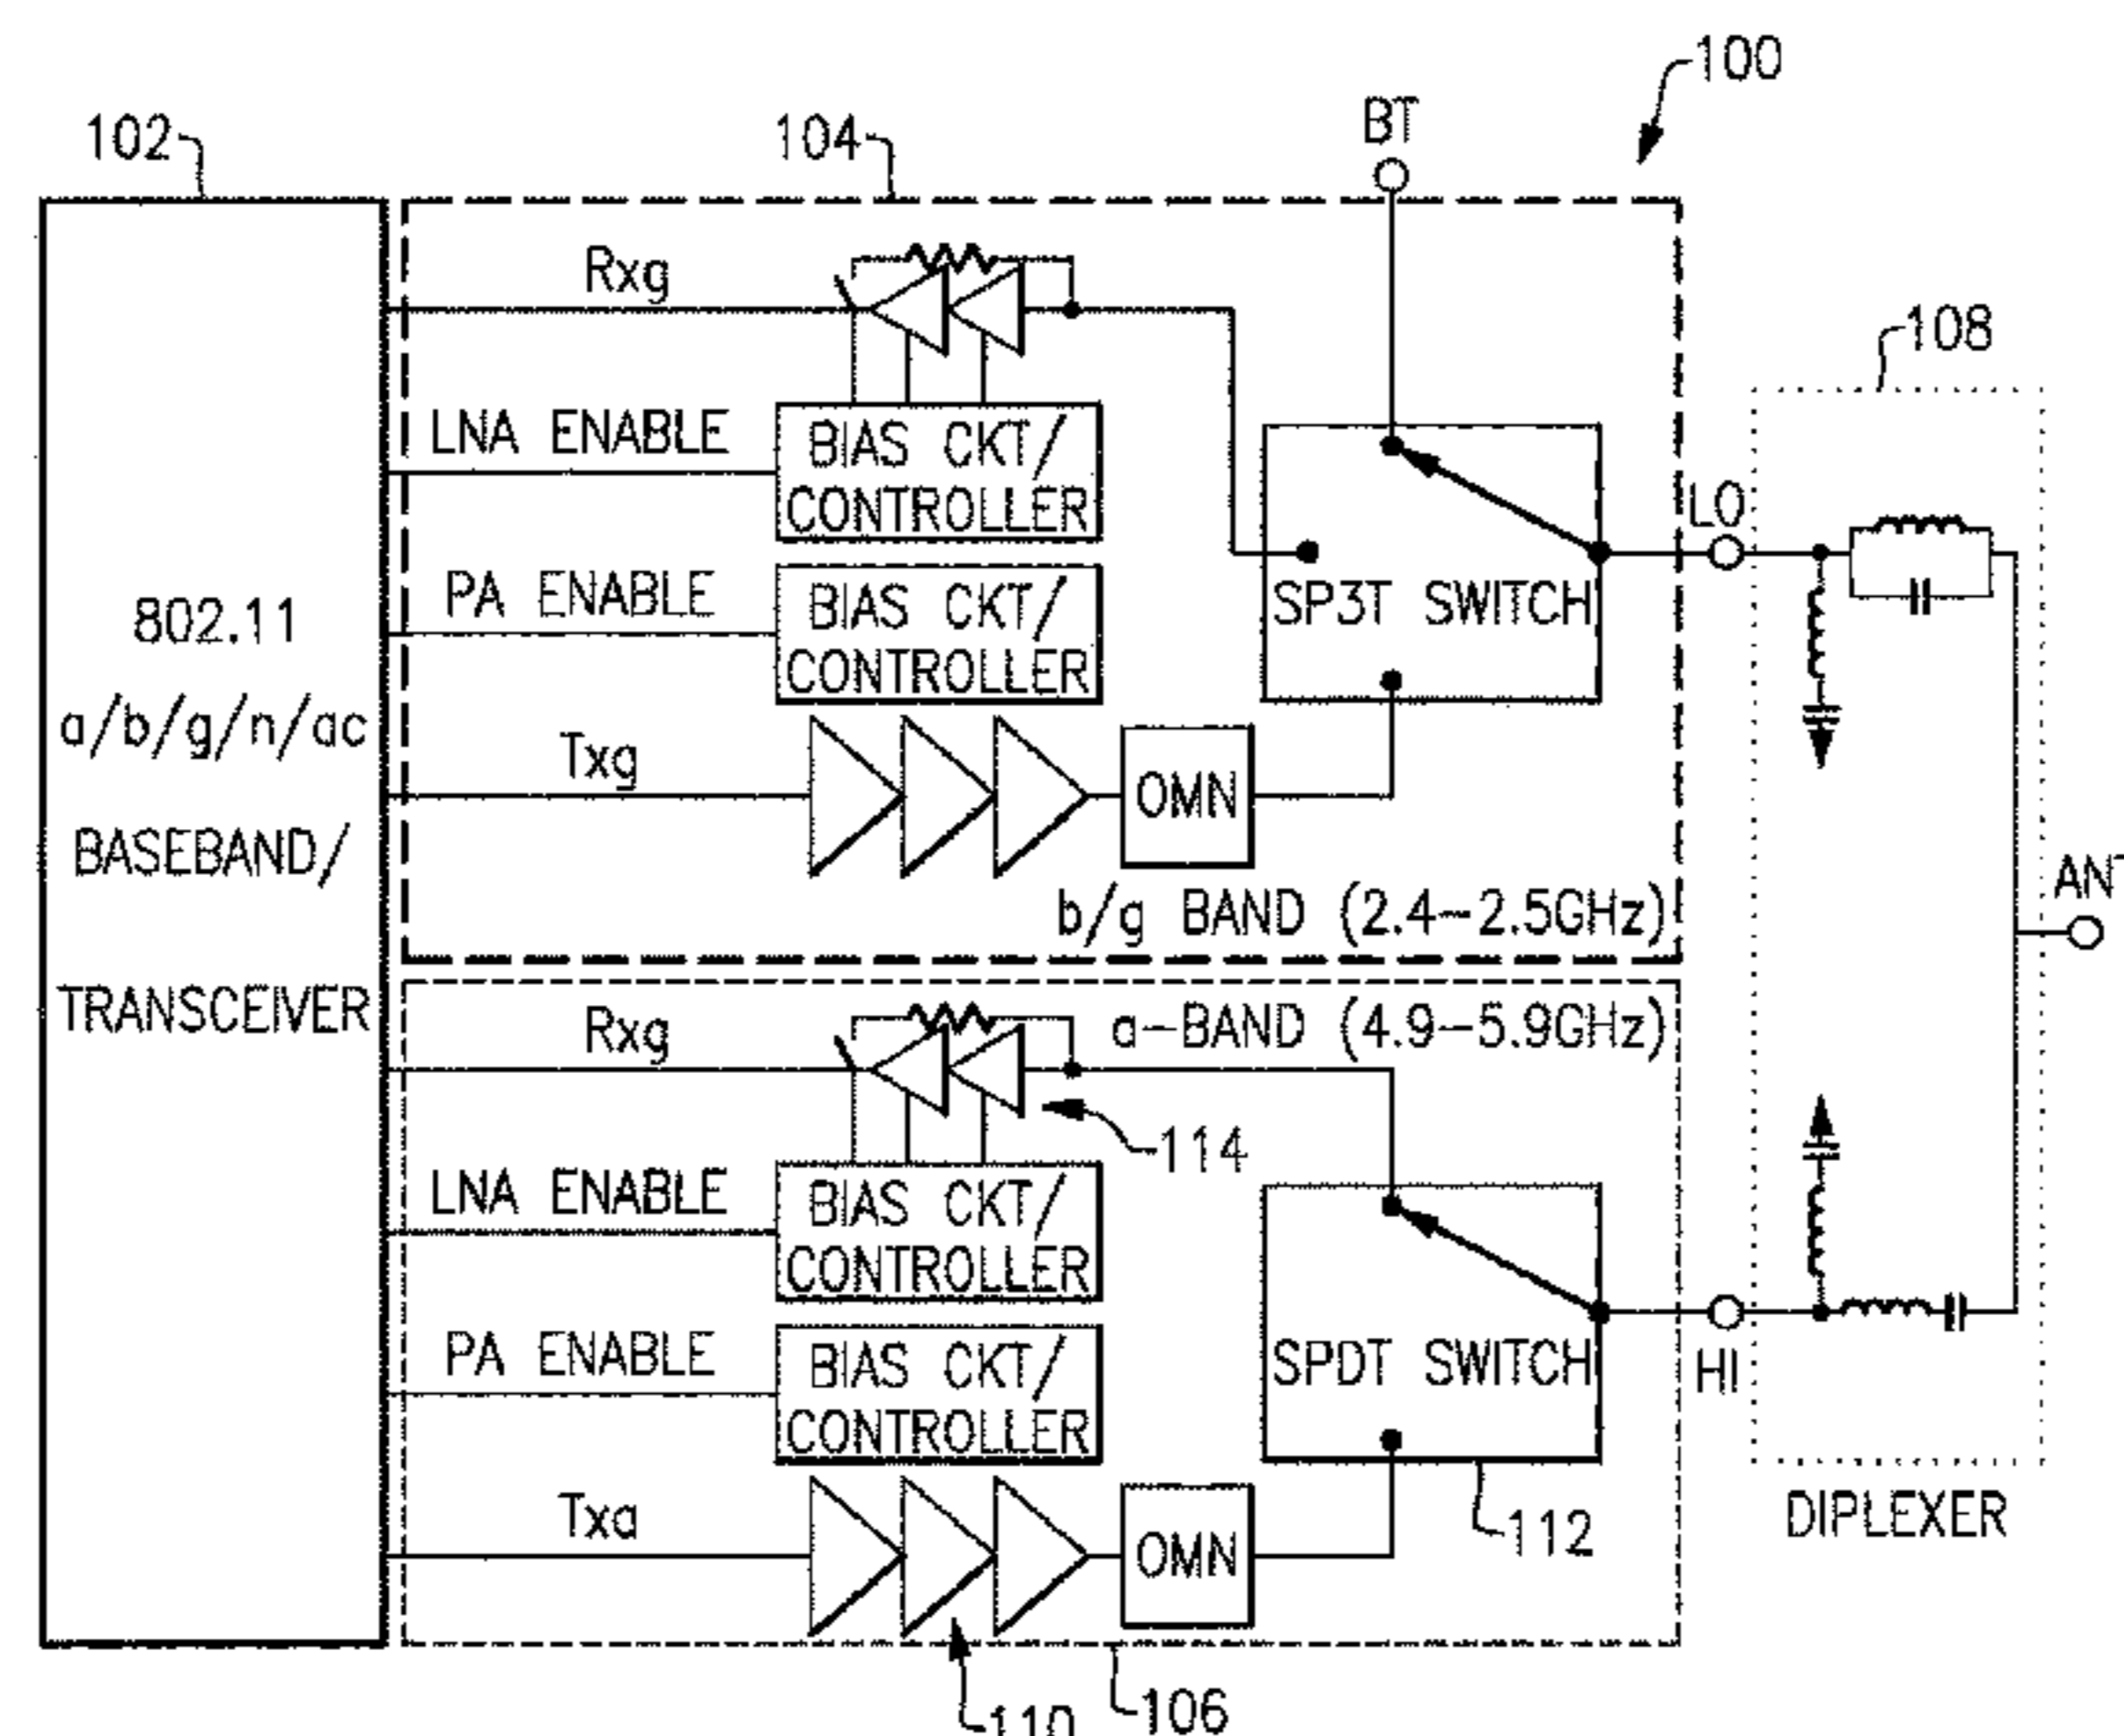 100
102
104
BT
108
Rxg
LNA ENABLE
BIAS CKT/
CONTROLLER
LO
PA ENABLE
BIAS CKT/
CONTROLLER
SP3T SWITCH
802.11
a/b/g/n/ac
BASEBAND/
TRANSCEIVER
Txg
OMN
b/g BAND (2.4-2.5GHz)
ANT
Rxg
a-BAND (4.9-5.9GHz)
114
LNA ENABLE
BIAS CKT/
CONTROLLER
PA ENABLE
BIAS CKT/
CONTROLLER
SPDT SWITCH
HI
Txa
OMN
112
DIPLEXER
110
106